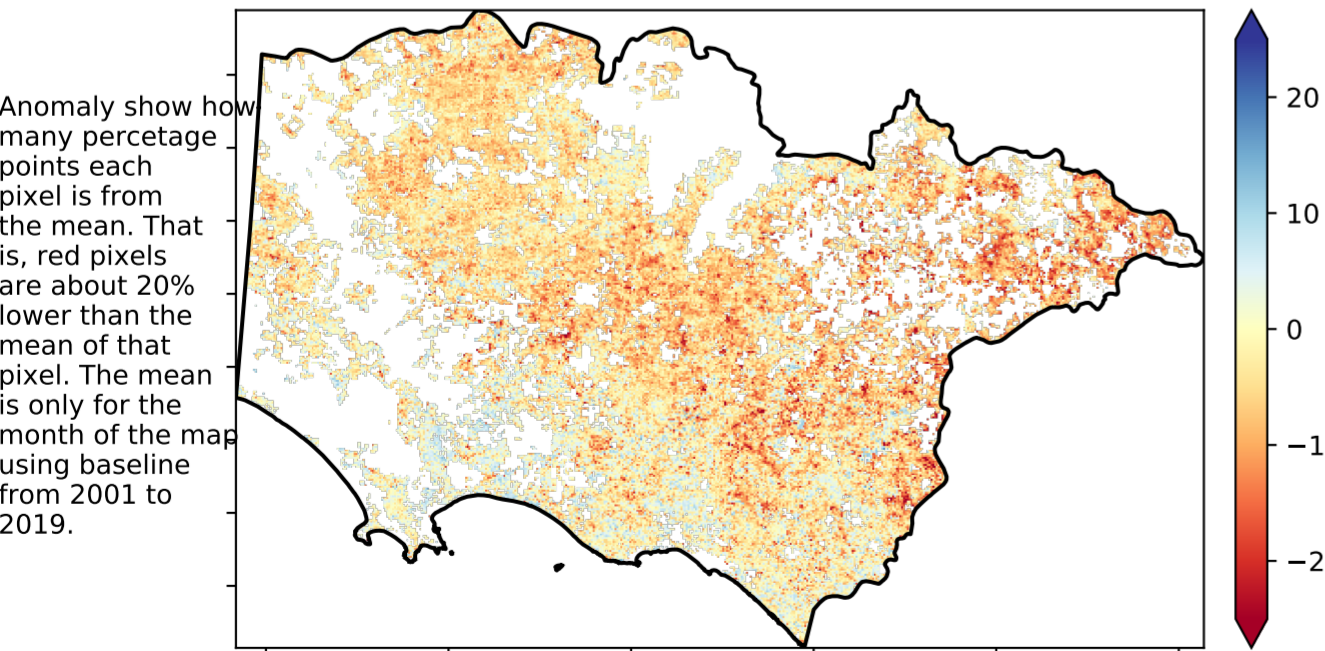 Anomaly show how
many percetage
points each
pixel is from
the mean. That
is, red pixels
are about 20%
lower than the
mean of that
pixel. The mean
is only for the
month of the map
using baseline
from 2001 to
2019.
20
10
0
−1
−2